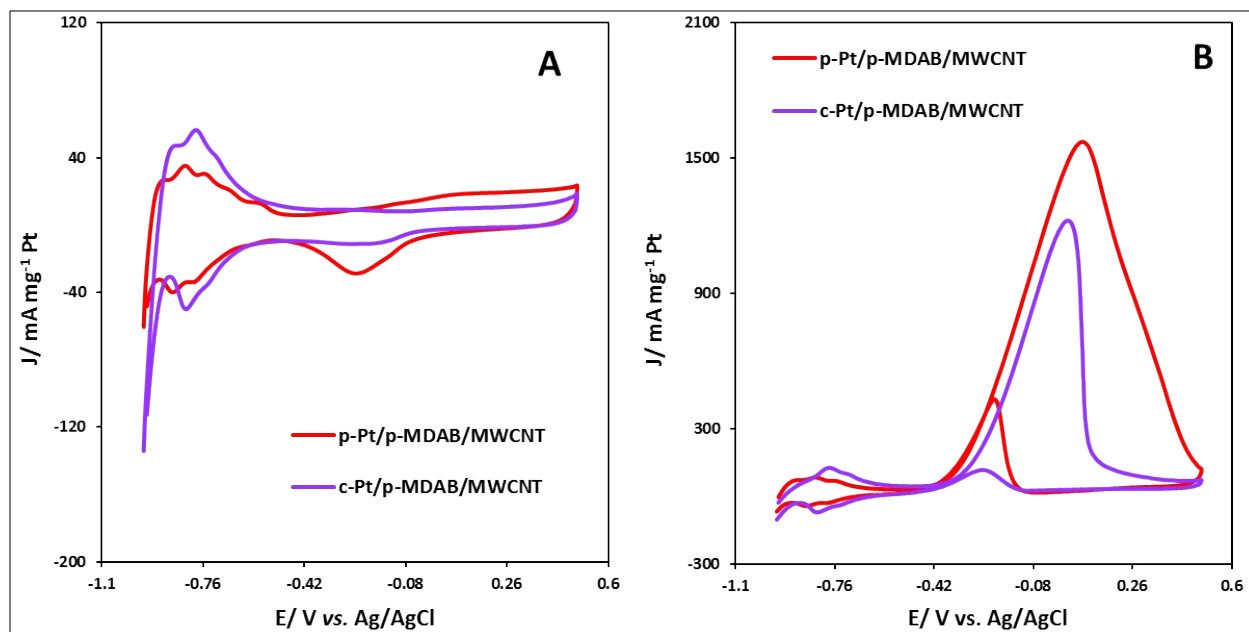 A
120
40
-40
-120
-200
J/ mA mg⁻¹ Pt
p-Pt/p-MDAB/MWCNT
c-Pt/p-MDAB/MWCNT
-1.1 -0.76 -0.42 -0.08 0.26 0.6
E/ V vs. Ag/AgCl
B
2100
1500
900
300
-300
J/ mA mg⁻¹ Pt
p-Pt/p-MDAB/MWCNT
c-Pt/p-MDAB/MWCNT
-1.1 -0.76 -0.42 -0.08 0.26 0.6
E/ V vs. Ag/AgCl